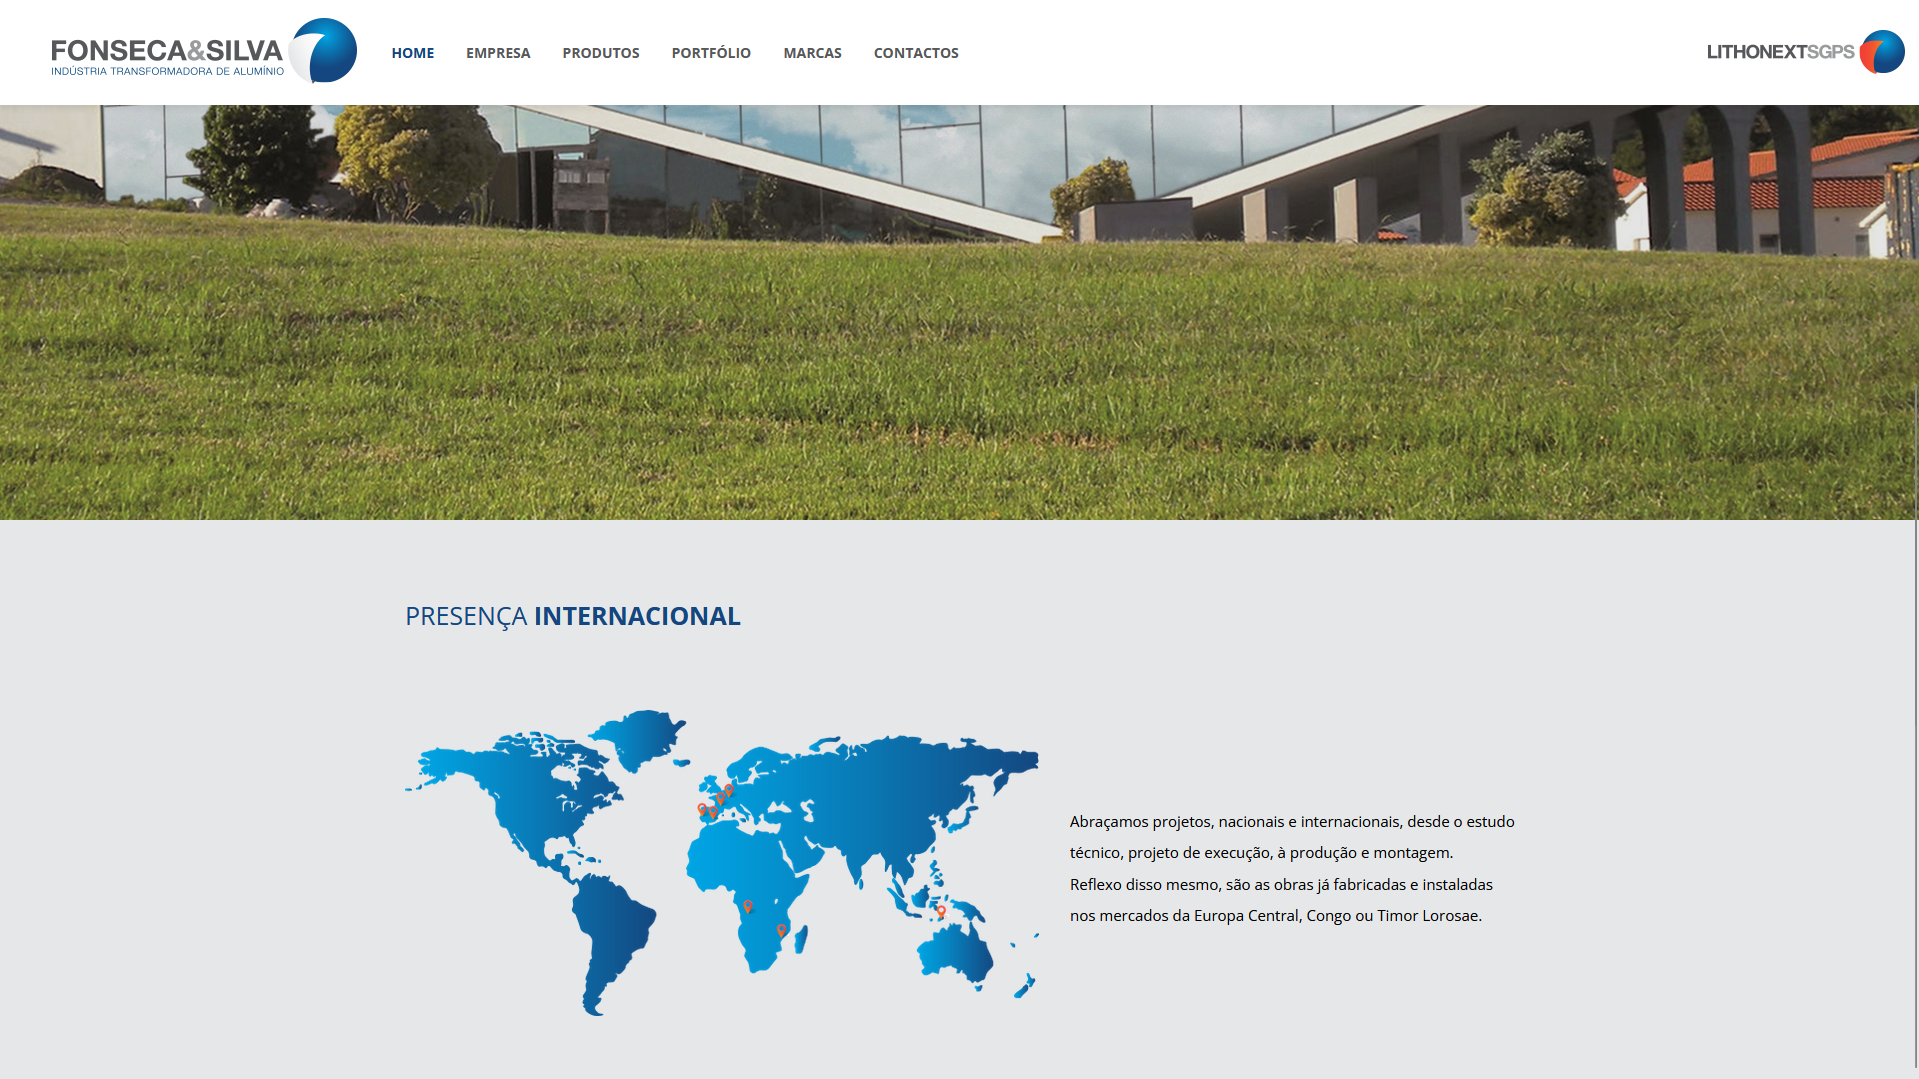 FONSECA&SILVA
INDÚSTRIA TRANSFORMADORA DE ALUMÍNIO
HOME
EMPRESA
PRODUTOS
PORTFÓLIO
MARCAS
CONTACTOS
LITHONEXTSGPS
PRESENÇA INTERNACIONAL
Abraçamos projetos, nacionais e internacionais, desde o estudo
técnico, projeto de execução, à produção e montagem.
Reflexo disso mesmo, são as obras já fabricadas e instaladas
nos mercados da Europa Central, Congo ou Timor Lorosae.